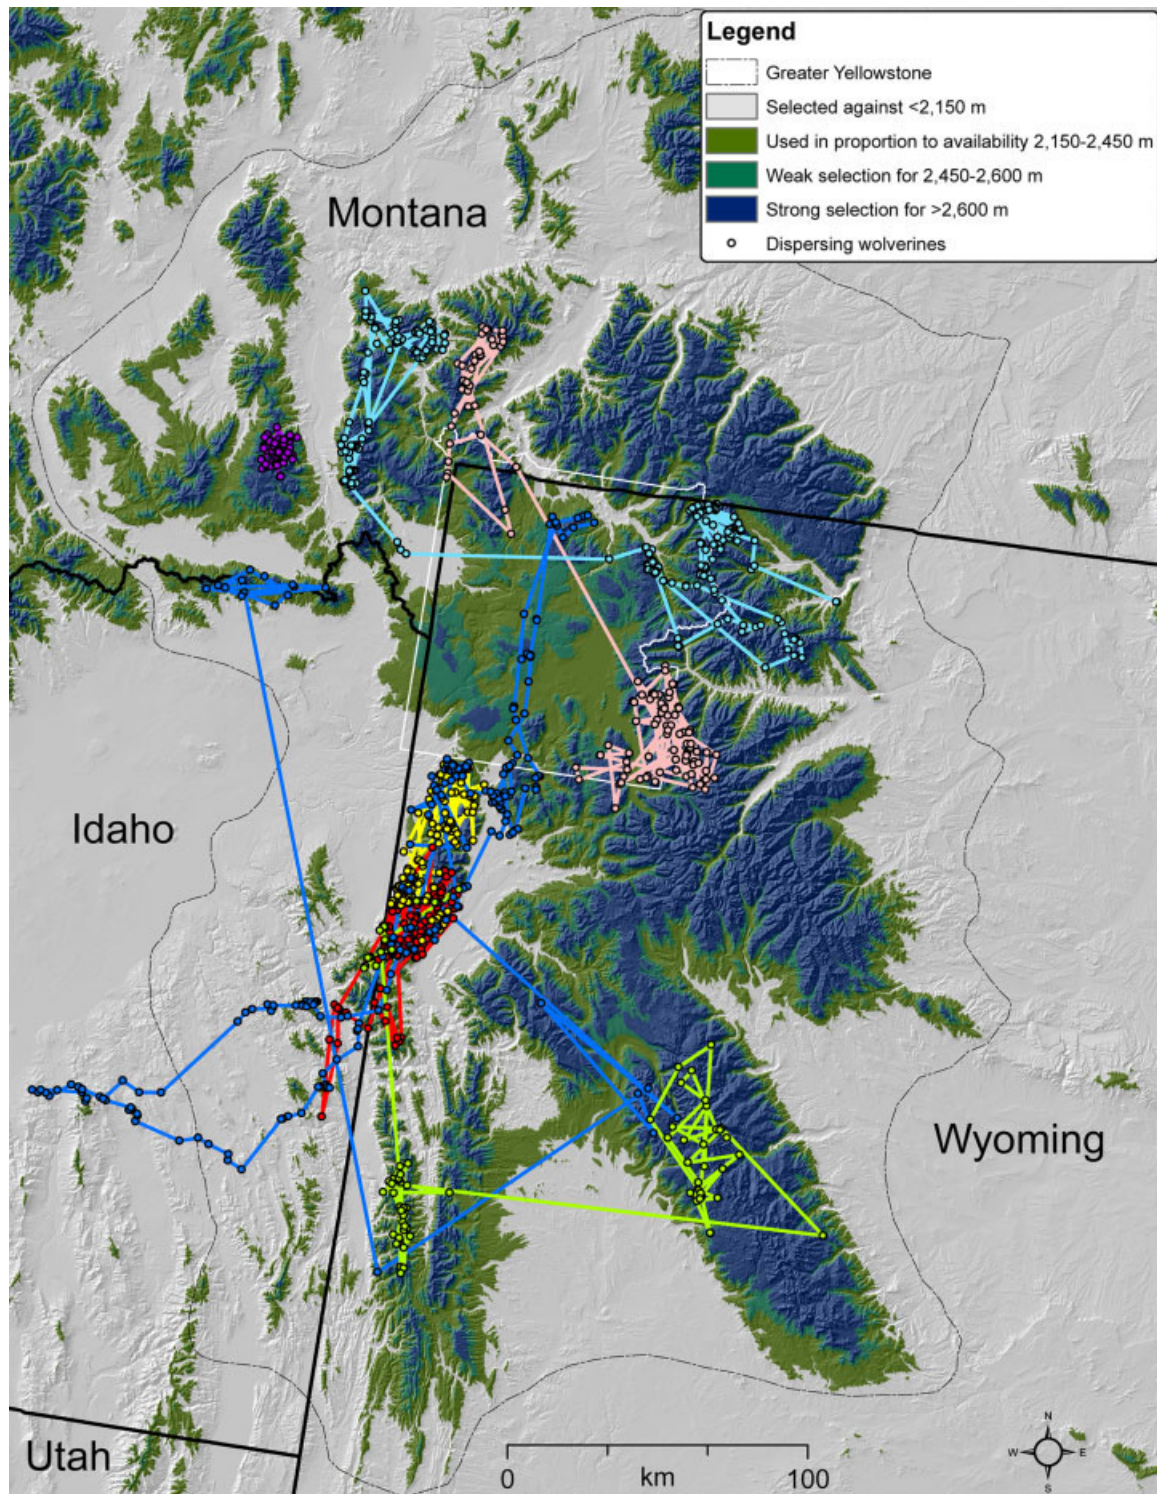 Legend
Greater Yellowstone
Selected against <2,150 m
Used in proportion to availability 2,150-2,450 m
Weak selection for 2,450-2,600 m
Strong selection for >2,600 m
Dispersing wolverines
Montana
Idaho
Wyoming
Utah
0 km 100
N
W E
S